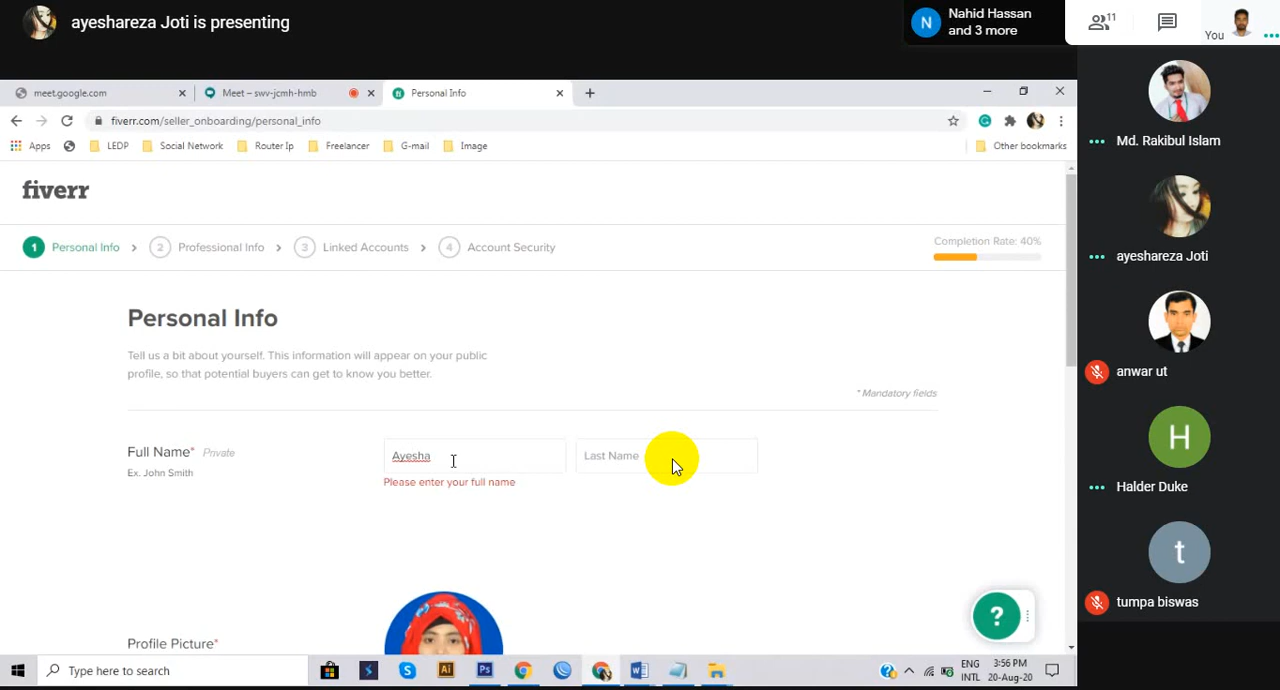 ayeshareza Joti is presenting
N
Nahid Hassan
and 3 more
11
You
meet.google.com
Meet – swv-jcmh-hmb
Personal Info
fiverr.com/seller_onboarding/personal_info
Apps
LEDP
Social Network
Router Ip
Freelancer
G-mail
Image
Other bookmarks
fiverr
1 Personal Info
2 Professional Info
3 Linked Accounts
4 Account Security
Completion Rate: 40%
Personal Info
Tell us a bit about yourself. This information will appear on your public
profile, so that potential buyers can get to know you better.
* Mandatory fields
Full Name* Private
Ex. John Smith
Ayesha
Last Name
Please enter your full name
Profile Picture*
?
Type here to search
S
Ai
Ps
W
ENG
INTL
3:56 PM
20-Aug-20
Md. Rakibul Islam
ayeshareza Joti
anwar ut
H
Halder Duke
t
tumpa biswas